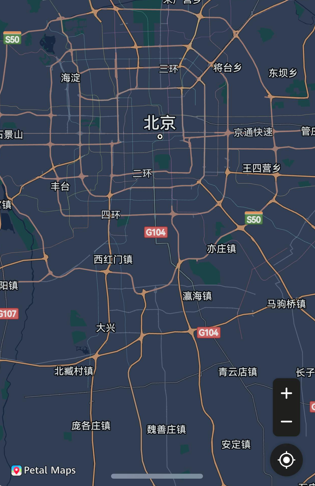 S50
海淀
三环
将台乡
东坝乡
北京
石景山
京通快速
二环
王四营乡
丰台
四环
S50
G104
亦庄镇
西红门镇
瀛海镇
马驹桥镇
G107
大兴
G104
北臧村镇
青云店镇
庞各庄镇
魏善庄镇
安定镇
+
−
Petal Maps